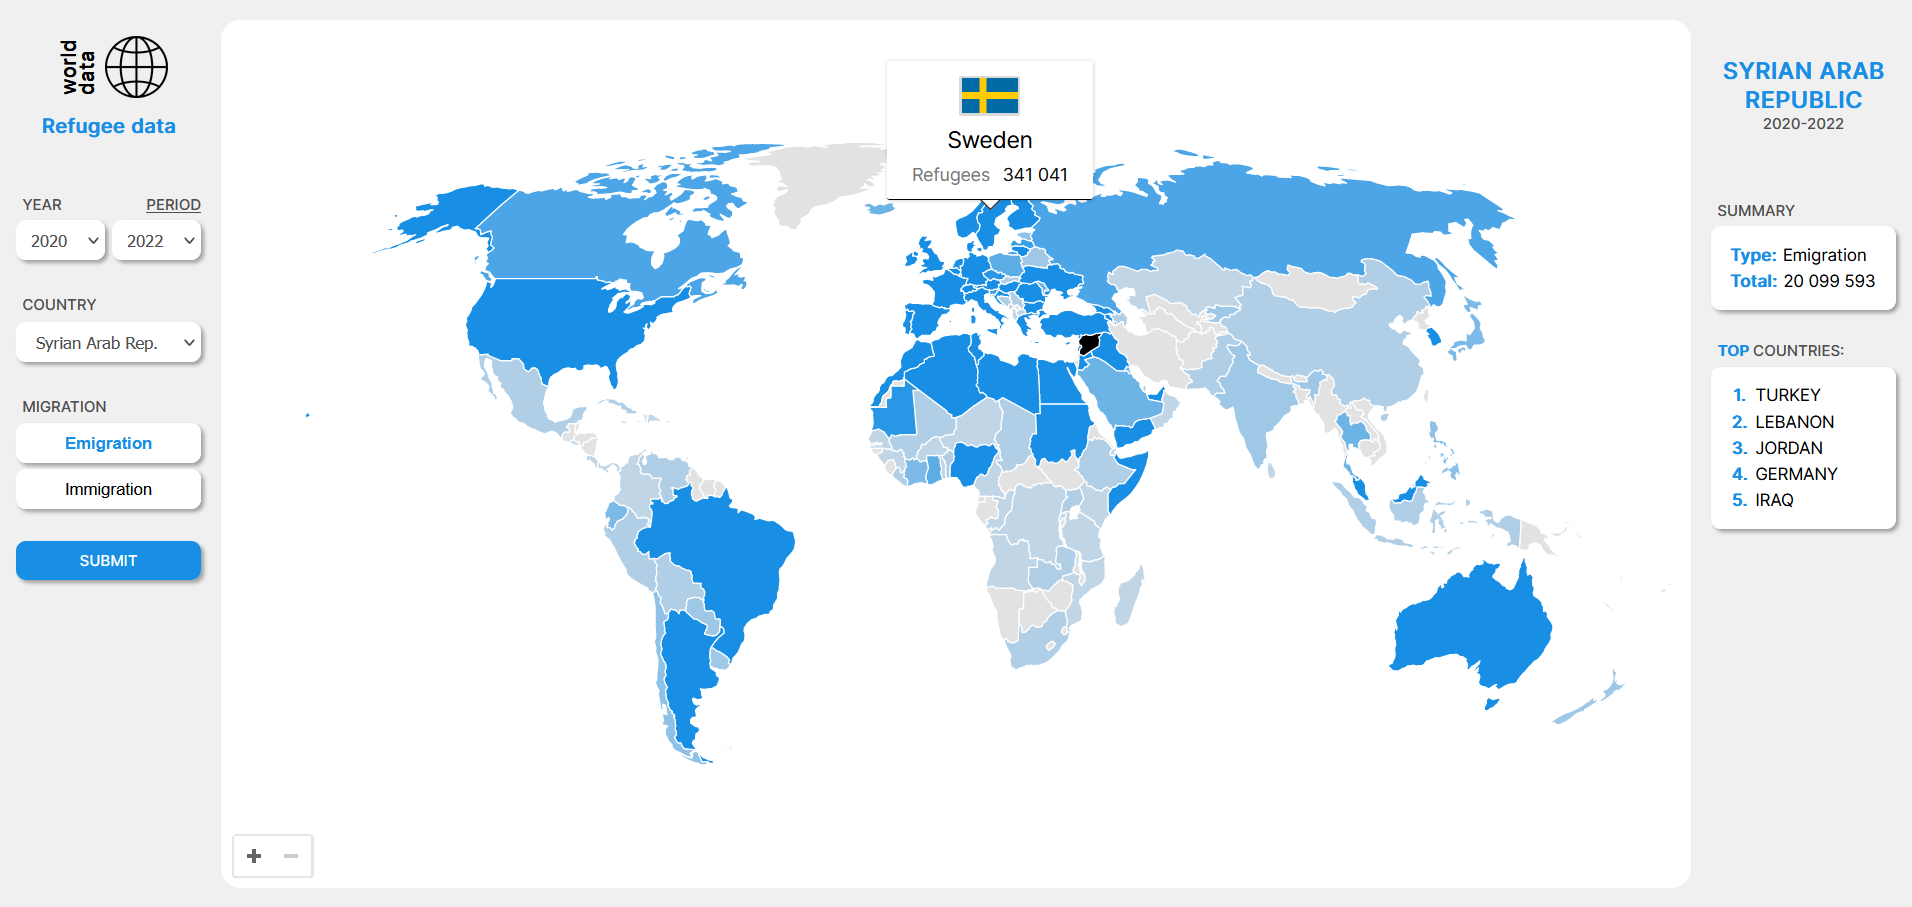 world
data
Refugee data
YEAR
PERIOD
2020
2022
COUNTRY
Syrian Arab Rep.
MIGRATION
Emigration
Immigration
SUBMIT
Sweden
Refugees 341 041
SYRIAN ARAB
REPUBLIC
2020-2022
SUMMARY
Type: Emigration
Total: 20 099 593
TOP COUNTRIES:
1. TURKEY
2. LEBANON
3. JORDAN
4. GERMANY
5. IRAQ